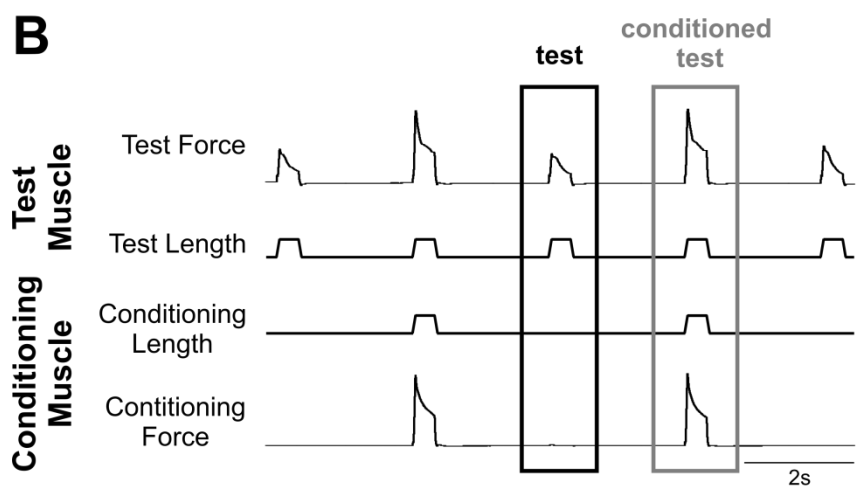 B
test
conditioned
test
Test
Muscle
Test Force
Test Length
Conditioning
Muscle
Conditioning
Length
Contitioning
Force
2s